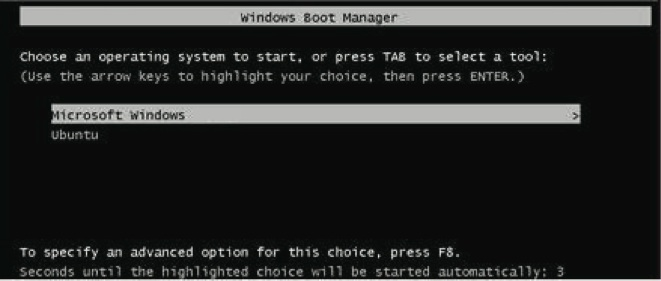 Windows Boot Manager
Choose an operating system to start, or press TAB to select a tool:
(Use the arrow keys to highlight your choice, then press ENTER.)
Microsoft Windows >
Ubuntu
To specify an advanced option for this choice, press F8.
Seconds until the highlighted choice will be started automatically: 3